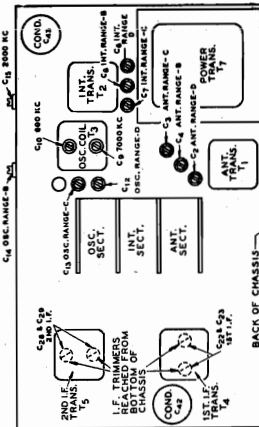 C15 2000 KC
C14 OSC. RANGE-B
COND.
C43
C8 INT. RANGE-B
C6 INT. RANGE D
C7 INT. RANGE-C
INT. TRANS.
T2
POWER TRANS.
T7
C10 600 KC
OSC. COIL
T3
C9 7000 KC
C3 ANT. RANGE-C
C4 ANT. RANGE-B
C2 ANT. RANGE-D
ANT. TRANS.
T1
C13 OSC. RANGE-C
C12
OSC. RANGE-D
OSC. SECT.
INT. SECT.
ANT. SECT.
BACK OF CHASSIS
C28 & C29
2ND I.F.
I.F. TRIMMERS
REACHED FROM
BOTTOM OF
CHASSIS
C22 & C23
1ST I.F.
2ND I.F.
TRANS.
T5
COND.
C42
1ST I.F.
TRANS.
T4